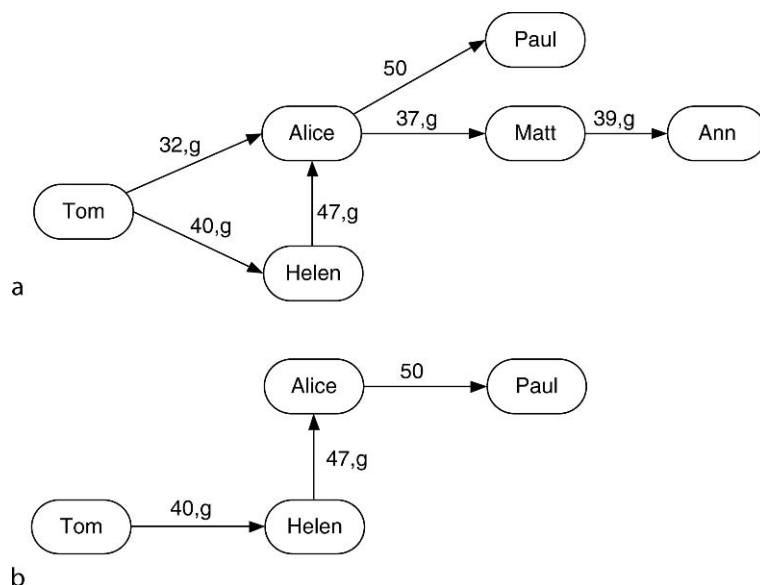 Paul
50
Alice
37,g
Matt
39,g
Ann
32,g
Tom
40,g
47,g
Helen
a
Alice
50
Paul
47,g
Tom
40,g
Helen
b